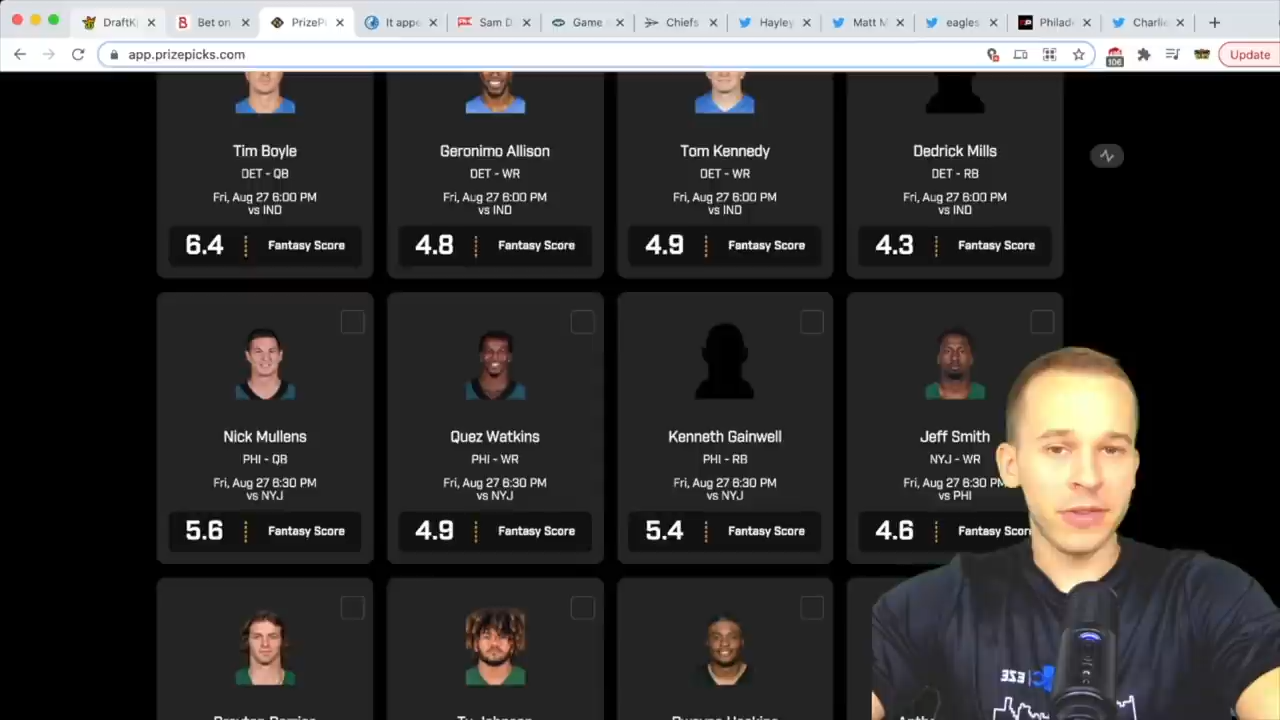 DraftK
Bet on
PrizePi
It appe
Sam D
Game
Chiefs
Hayley
Matt M
eagles
Philad
Charlie
app.prizepicks.com
106
Update
Tim Boyle
DET - QB
Fri, Aug 27 6:00 PM
vs IND
6.4 Fantasy Score
Geronimo Allison
DET - WR
Fri, Aug 27 6:00 PM
vs IND
4.8 Fantasy Score
Tom Kennedy
DET - WR
Fri, Aug 27 6:00 PM
vs IND
4.9 Fantasy Score
Dedrick Mills
DET - RB
Fri, Aug 27 6:00 PM
vs IND
4.3 Fantasy Score
Nick Mullens
PHI - QB
Fri, Aug 27 6:30 PM
vs NYJ
5.6 Fantasy Score
Quez Watkins
PHI - WR
Fri, Aug 27 6:30 PM
vs NYJ
4.9 Fantasy Score
Kenneth Gainwell
PHI - RB
Fri, Aug 27 6:30 PM
vs NYJ
5.4 Fantasy Score
Jeff Smith
NYJ - WR
Fri, Aug 27 6:30 PM
vs PHI
4.6 Fantasy Score